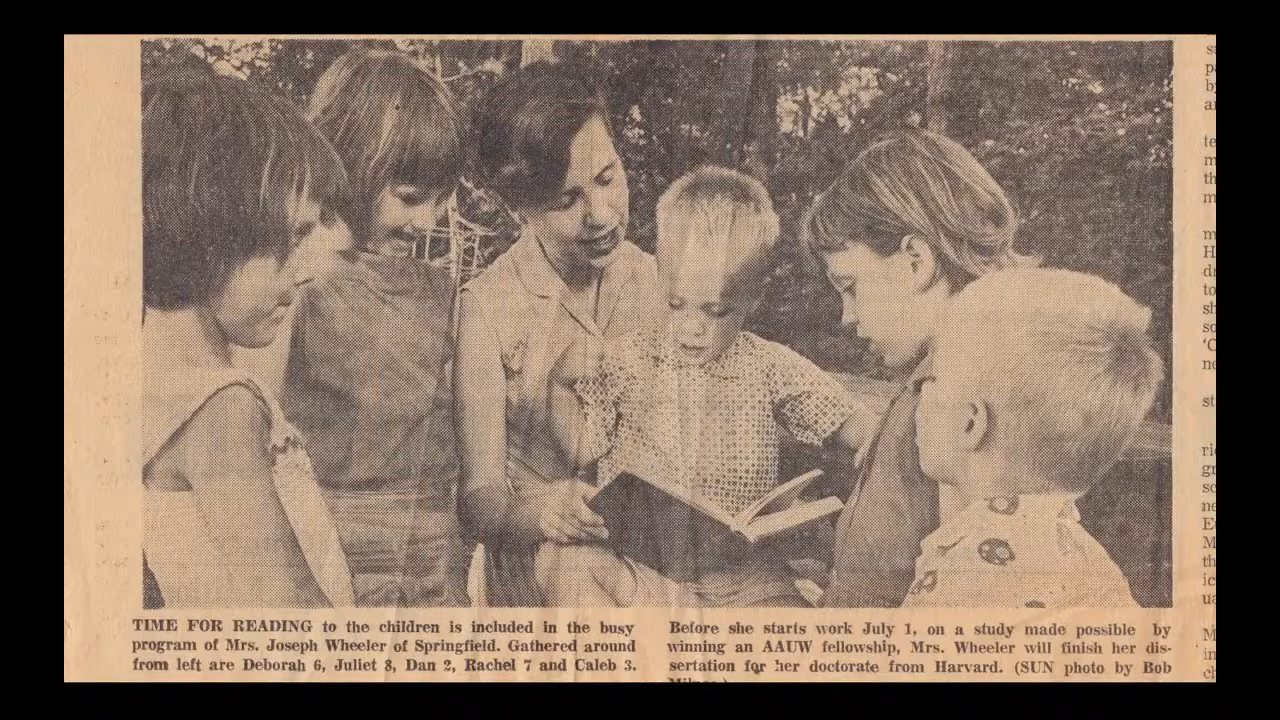 TIME FOR READING to the children is included in the busy
program of Mrs. Joseph Wheeler of Springfield. Gathered around
from left are Deborah 6, Juliet 8, Dan 2, Rachel 7 and Caleb 3.
Before she starts work July 1, on a study made possible by
winning an AAUW fellowship, Mrs. Wheeler will finish her dis-
sertation for her doctorate from Harvard. (SUN photo by Bob